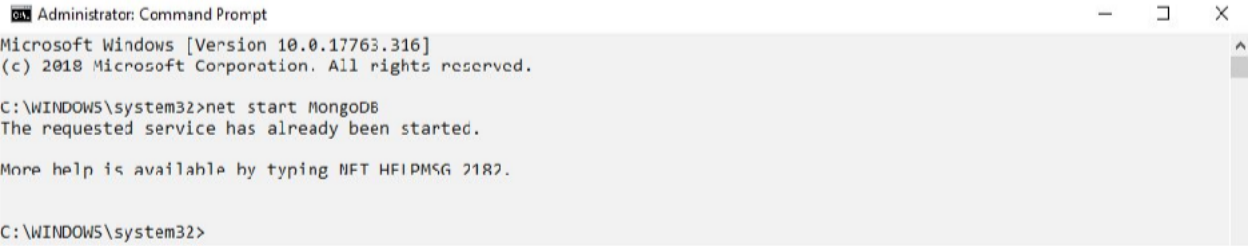 Administrator: Command Prompt
Microsoft Windows [Version 10.0.17763.316]
(c) 2018 Microsoft Corporation. All rights reserved.
C:\WINDOWS\system32>net start MongoDB
The requested service has already been started.
More help is available by typing NET HELPMSG 2182.
C:\WINDOWS\system32>